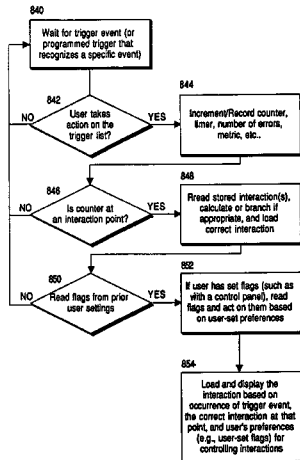 840
Wait for trigger event (or
programmed trigger that
recognizes a specific event)
842
User takes
action on the
trigger list?
NO
YES
844
Increment/Record counter,
timer, number of errors,
metric, etc..
846
Is counter at
an interaction point?
NO
YES
848
Rread stored interaction(s),
calculate or branch if
appropriate, and load
correct interaction
850
Read flags from prior
user settings
NO
YES
852
If user has set flags (such as
with a control panel), read
flags and act on them based
on user-set preferences
854
Load and display the
interaction based on
occurrence of trigger event,
the correct interaction at that
point, and user's preferences
(e.g., user-set flags) for
controlling interactions